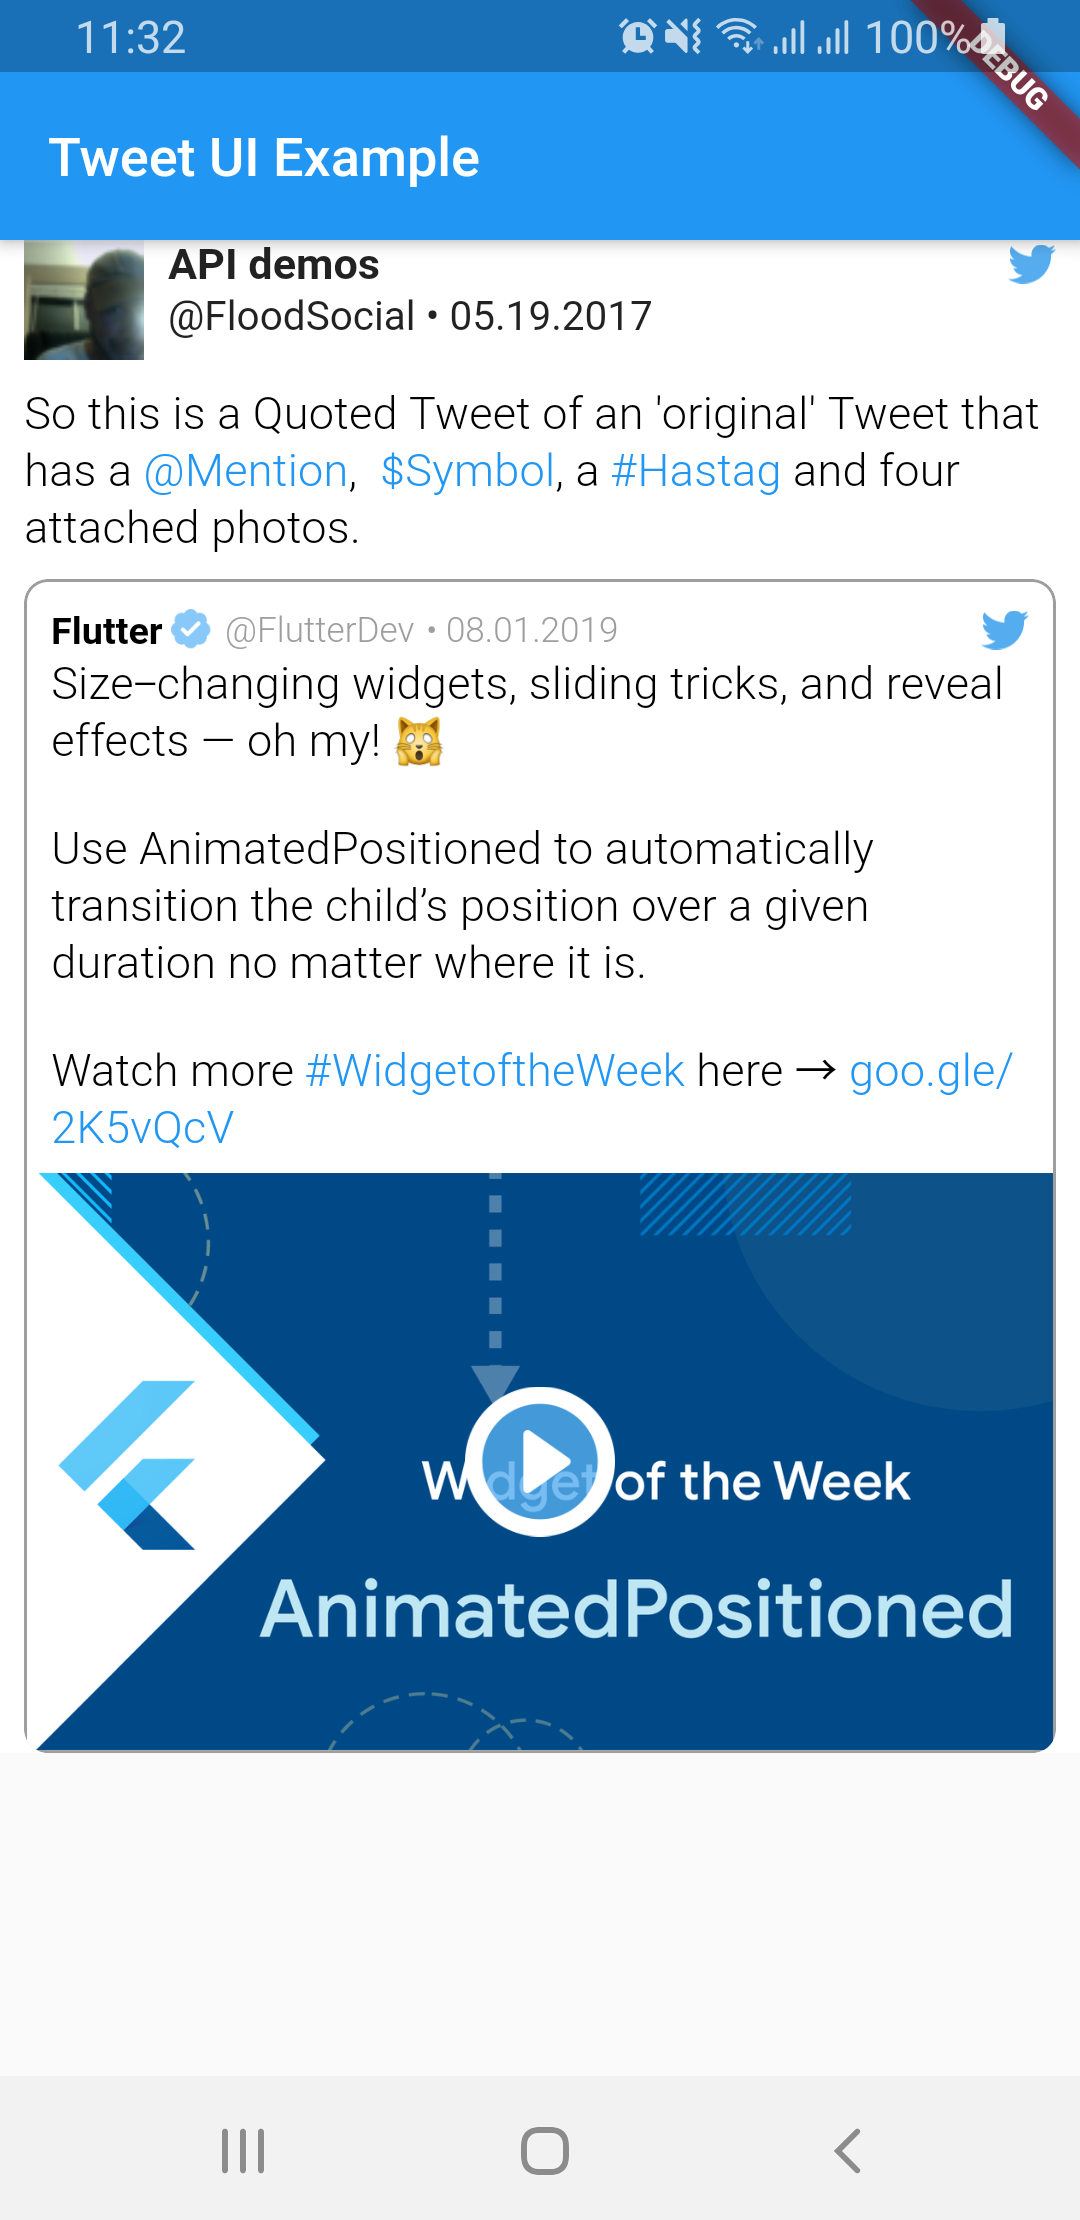 11:32
100%
DEBUG
Tweet UI Example
API demos
@FloodSocial • 05.19.2017
So this is a Quoted Tweet of an 'original' Tweet that
has a @Mention,  $Symbol, a #Hastag and four
attached photos.
Flutter @FlutterDev • 08.01.2019
Size–changing widgets, sliding tricks, and reveal
effects — oh my! 🙀
Use AnimatedPositioned to automatically
transition the child’s position over a given
duration no matter where it is.
Watch more #WidgetoftheWeek here → goo.gle/
2K5vQcV
Widget of the Week
AnimatedPositioned